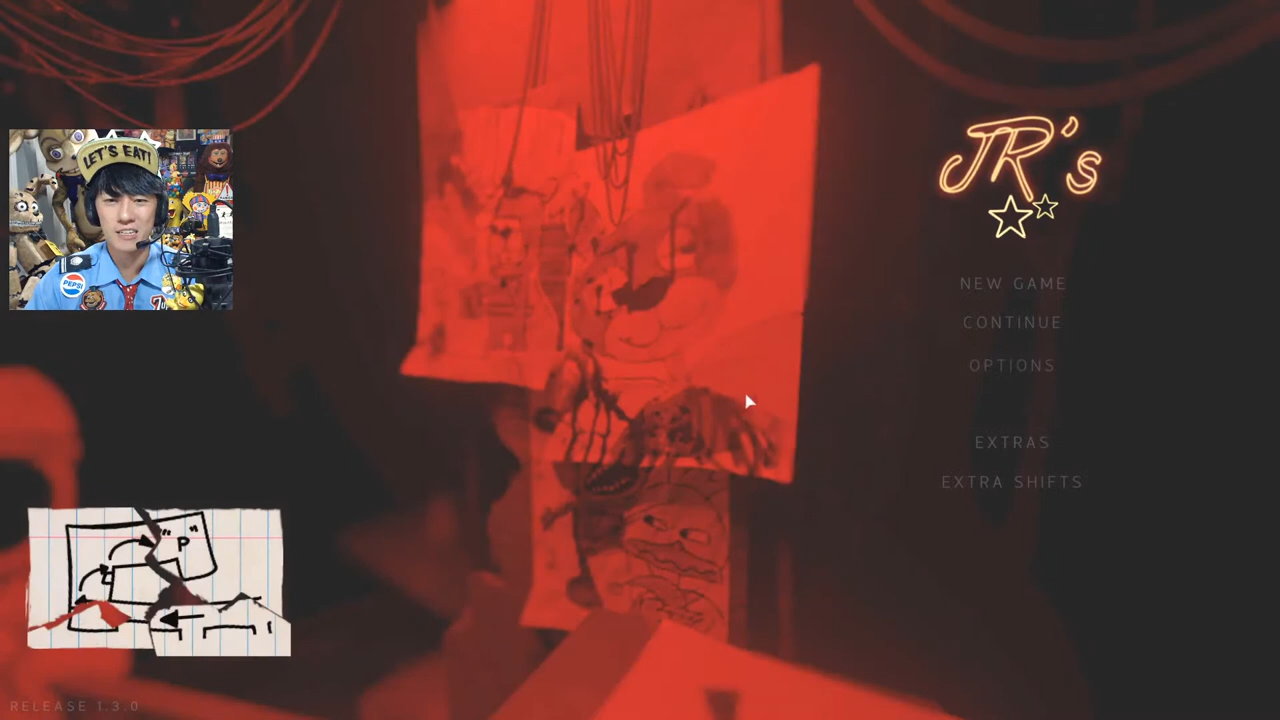 LET'S EAT!
PEPSI
JR's
NEW GAME
CONTINUE
OPTIONS
EXTRAS
EXTRA SHIFTS
"P"
RELEASE 1.3.0